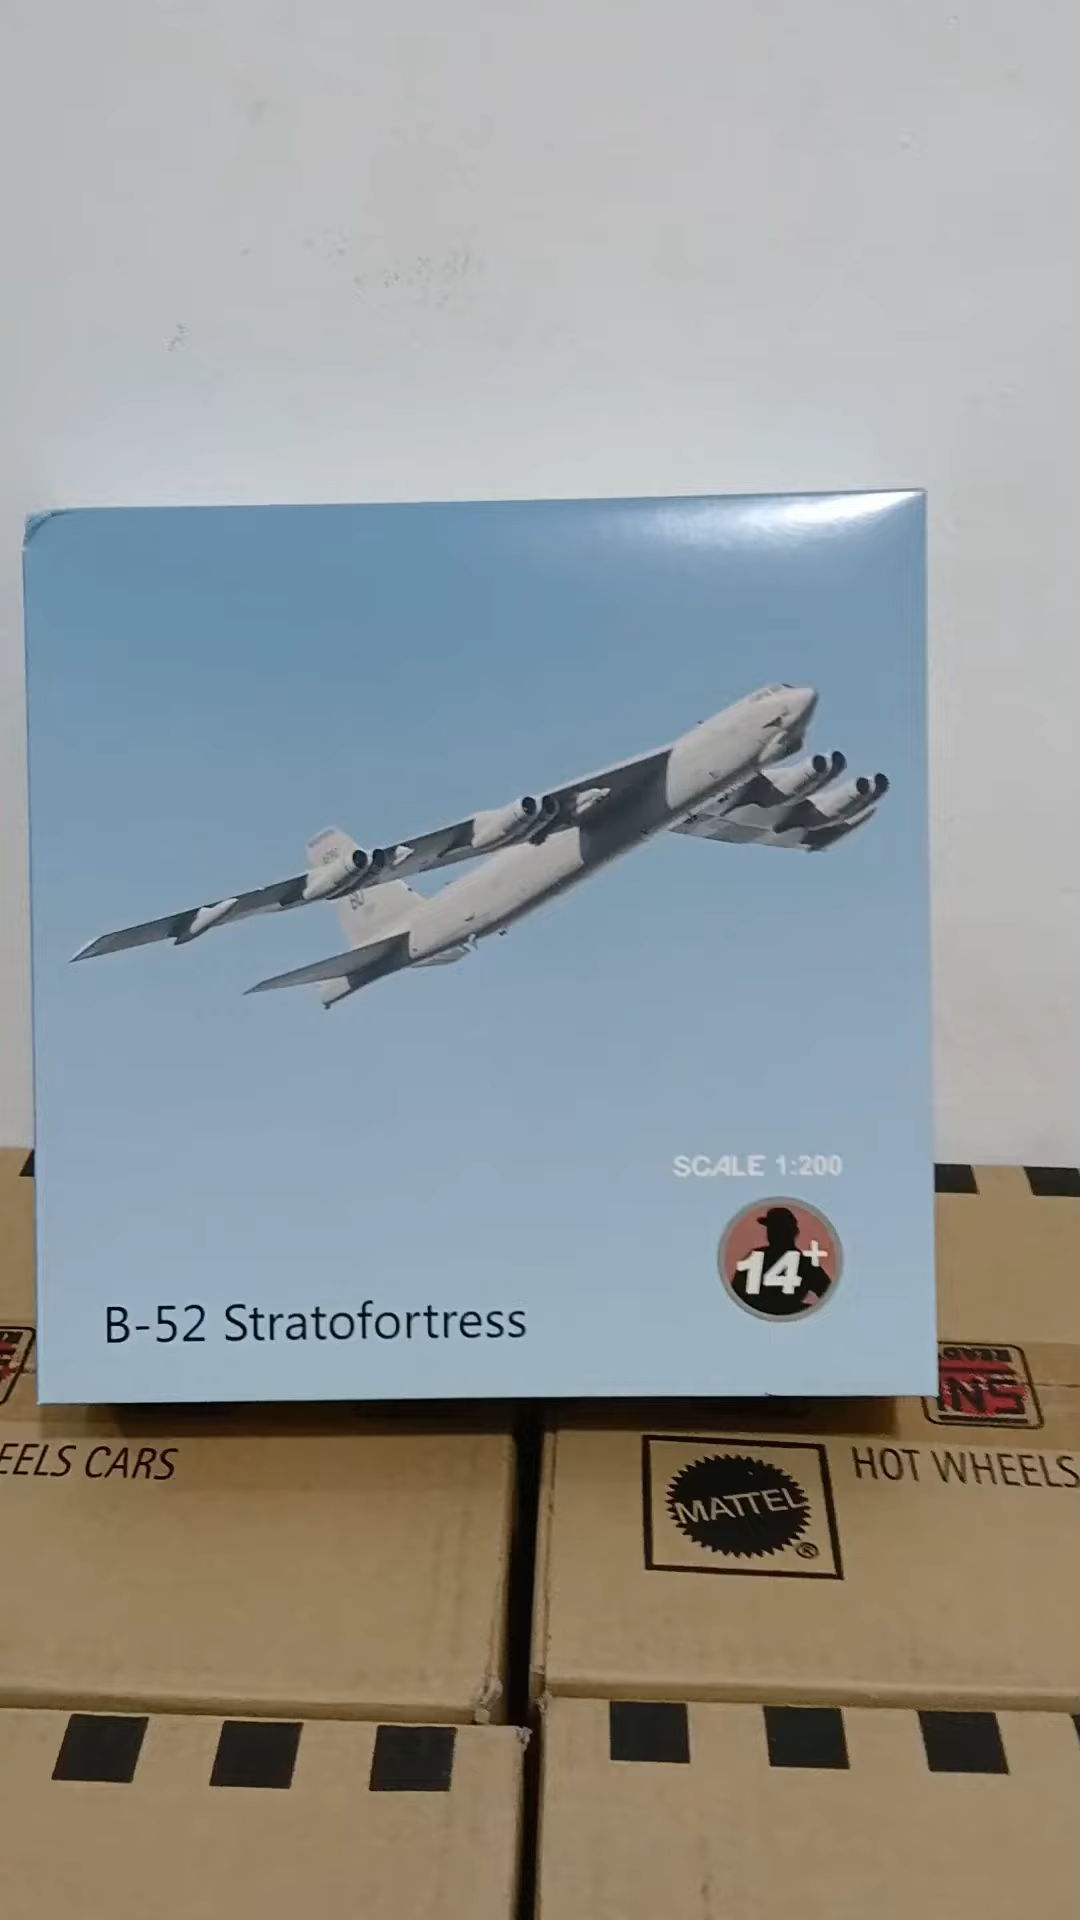 SCALE 1:200
14+
B-52 Stratofortress
EELS CARS
MATTEL
®
HOT WHEELS